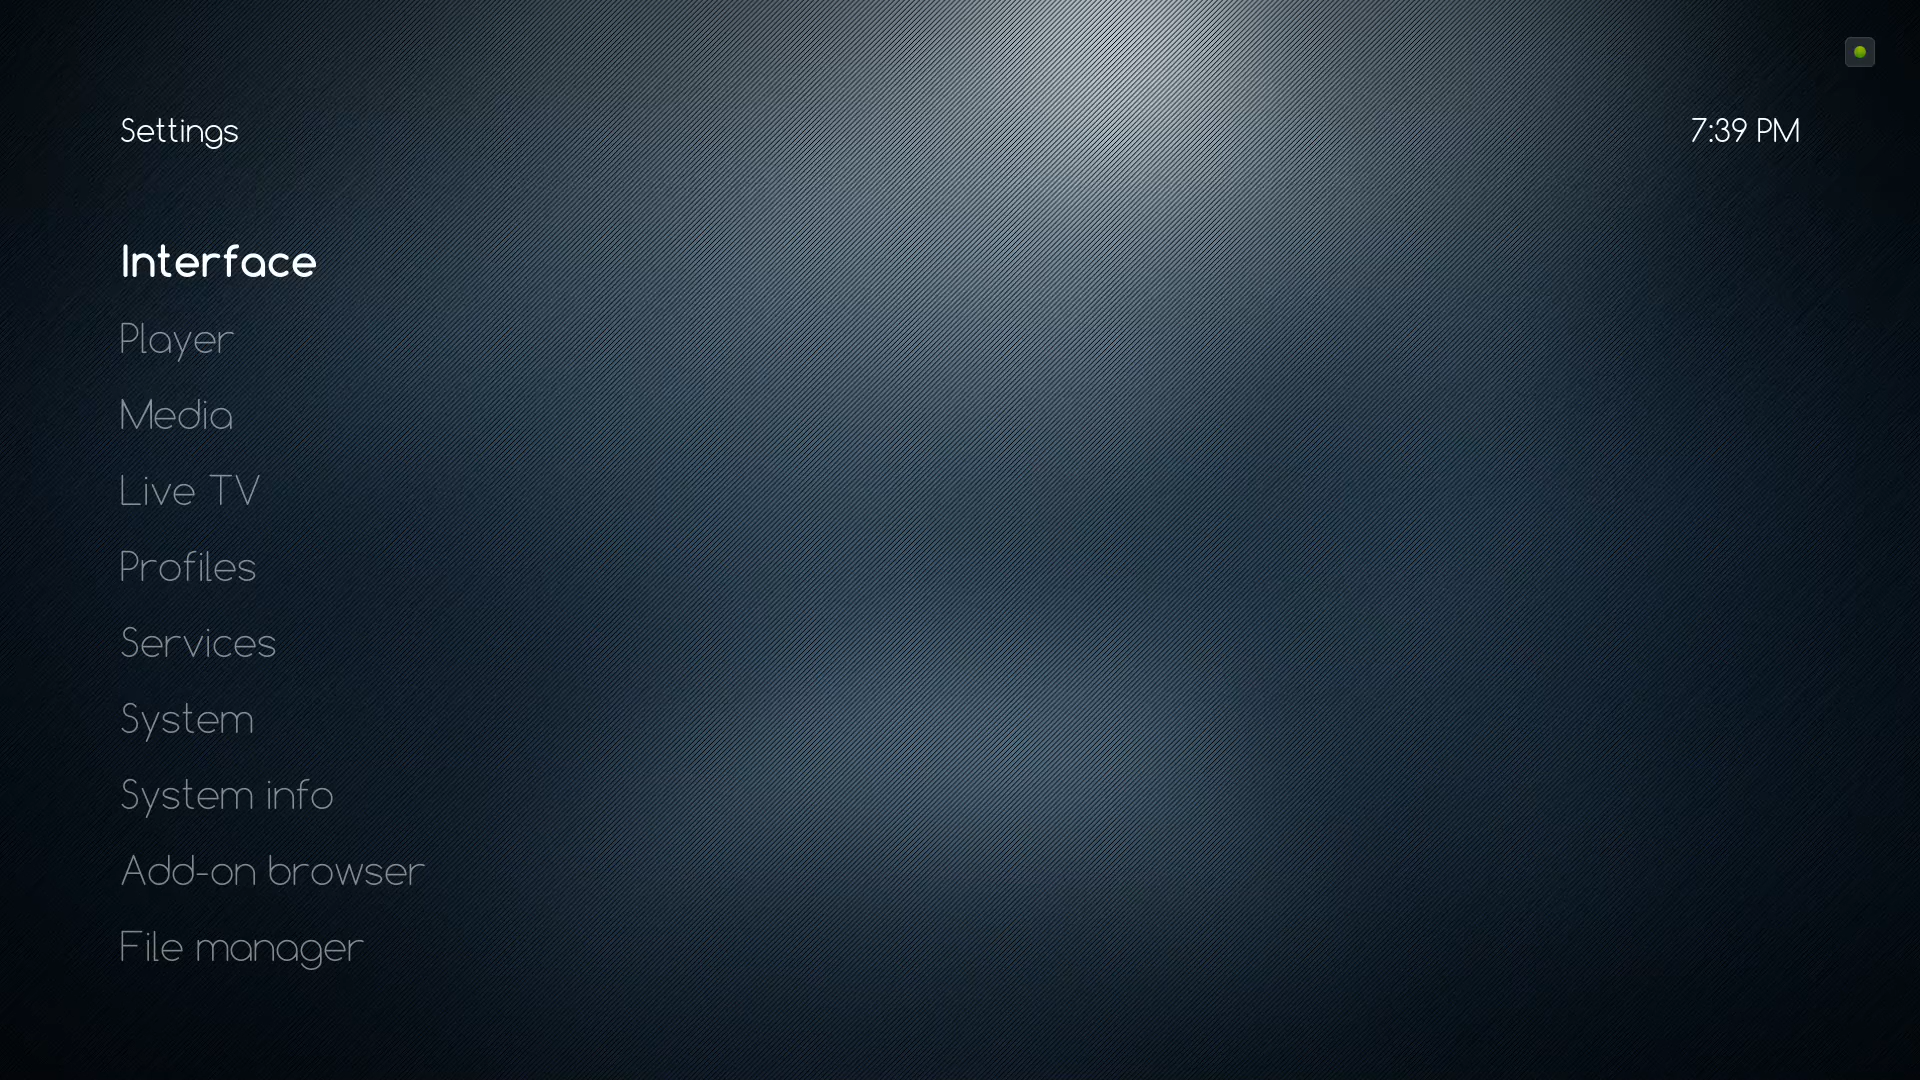 Settings
7:39 PM
Interface
Player
Media
Live TV
Profiles
Services
System
System info
Add-on browser
File manager